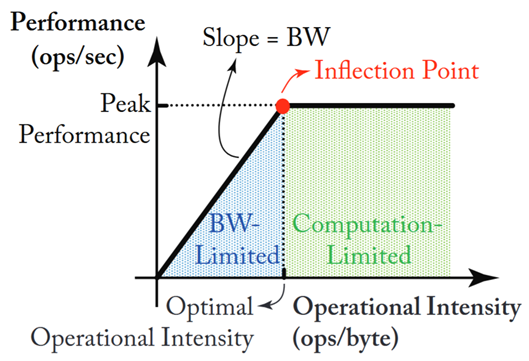 Performance
(ops/sec)
Slope = BW
Inflection Point
Peak
Performance
BW-
Limited
Computation-
Limited
Optimal
Operational Intensity
Operational Intensity
(ops/byte)